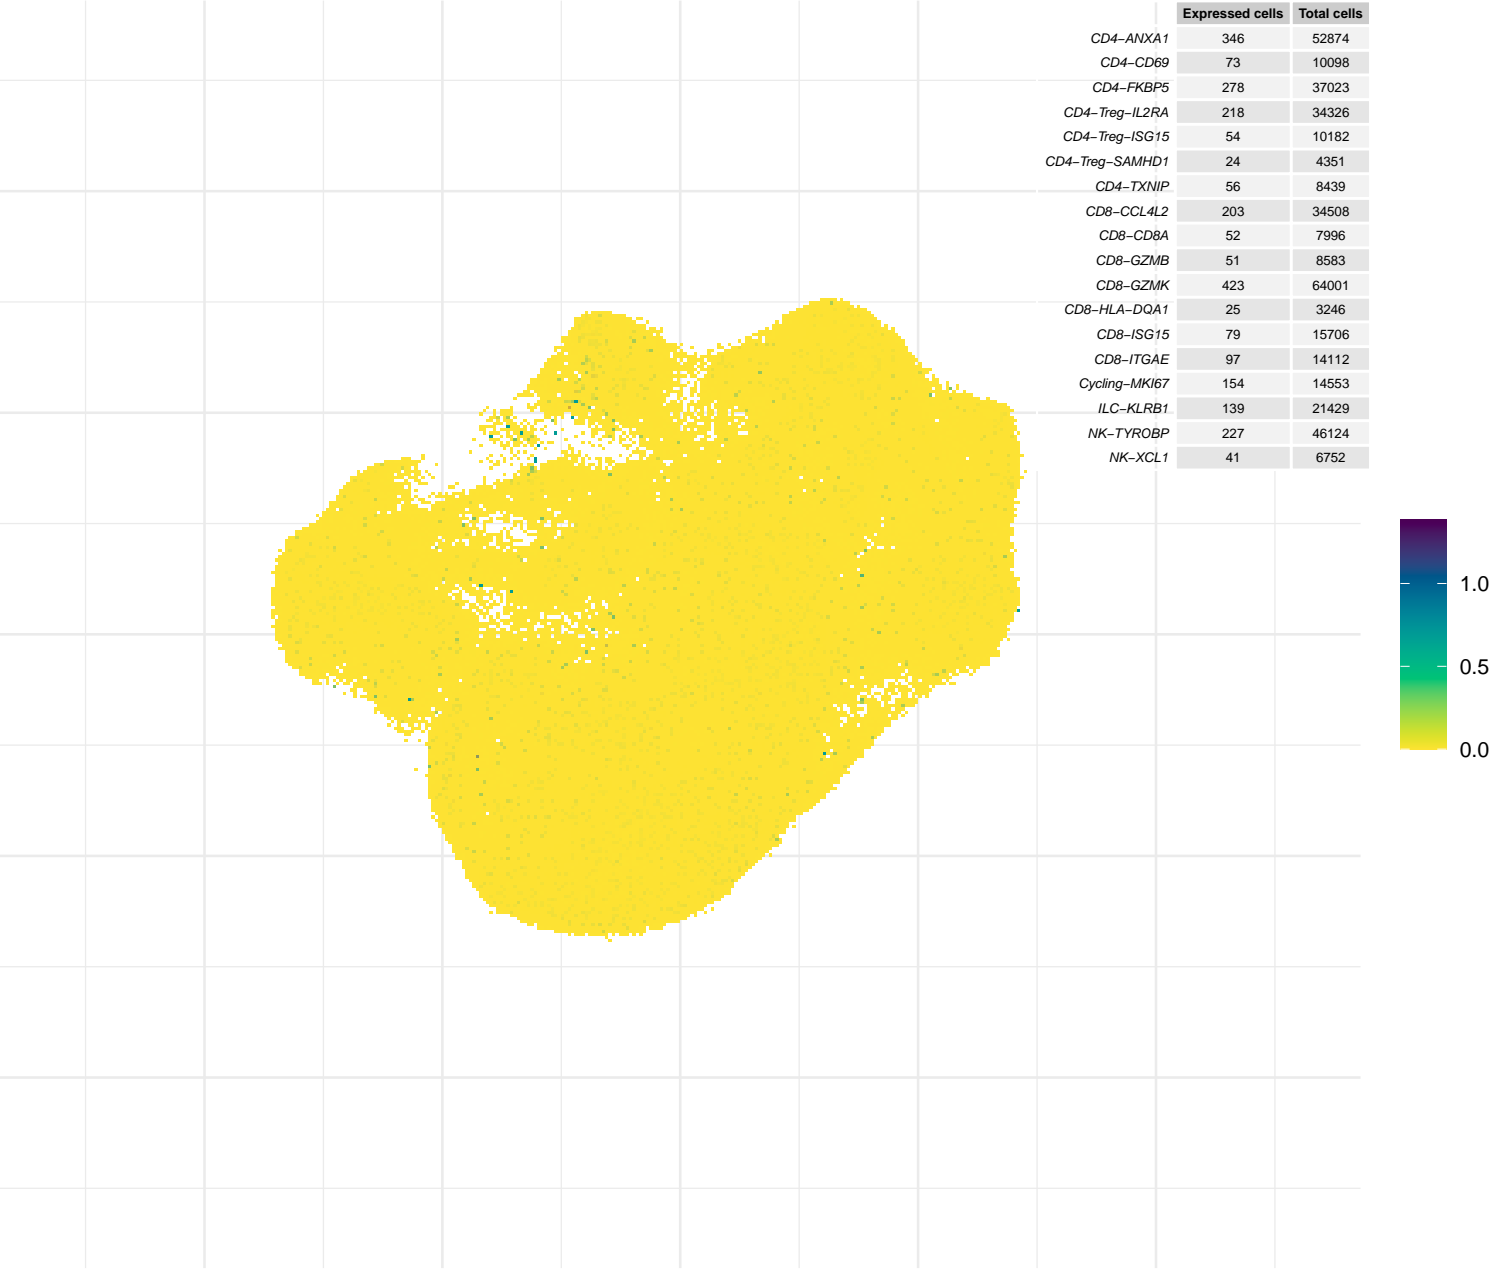 Expressed cells Total cells
CD4−ANXA1 346 52874
CD4−CD69 73 10098
CD4−FKBP5 278 37023
CD4−Treg−IL2RA 218 34326
CD4−Treg−ISG15 54 10182
CD4−Treg−SAMHD1 24 4351
CD4−TXNIP 56 8439
CD8−CCL4L2 203 34508
CD8−CD8A 52 7996
CD8−GZMB 51 8583
CD8−GZMK 423 64001
CD8−HLA−DQA1 25 3246
CD8−ISG15 79 15706
CD8−ITGAE 97 14112
Cycling−MKI67 154 14553
ILC−KLRB1 139 21429
NK−TYROBP 227 46124
NK−XCL1 41 6752
1.0
0.5
0.0